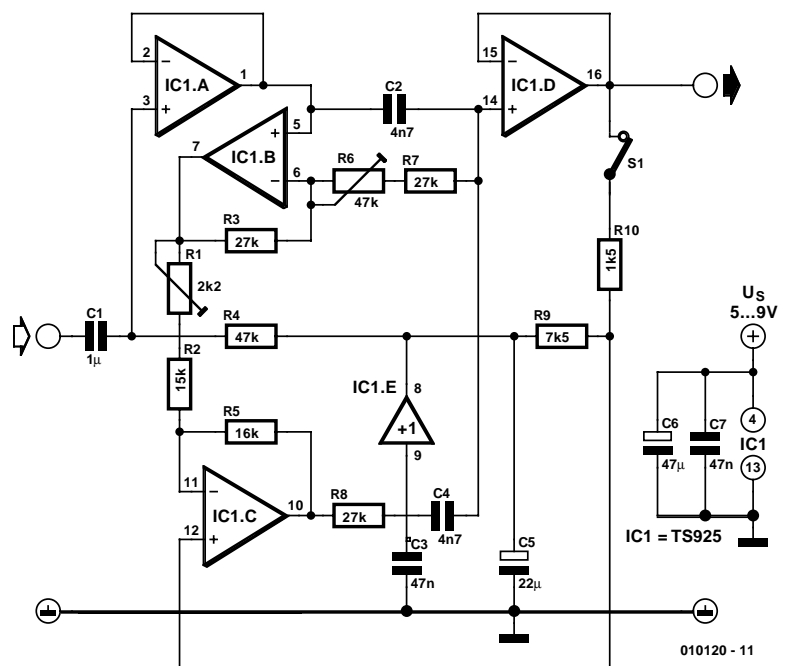 2
IC1.A
1
3
C2
4n7
15
IC1.D
16
14
5
7
IC1.B
6
R6
47k
R7
27k
S1
R3
27k
R1
2k2
R10
1k5
US
5...9V
C1
1µ
R4
47k
R9
7k5
R2
15k
IC1.E
8
+1
9
R5
16k
C6
47µ
C7
47n
4
IC1
13
11
IC1.C
10
12
R8
27k
C4
4n7
C3
47n
C5
22µ
IC1 = TS925
010120 - 11